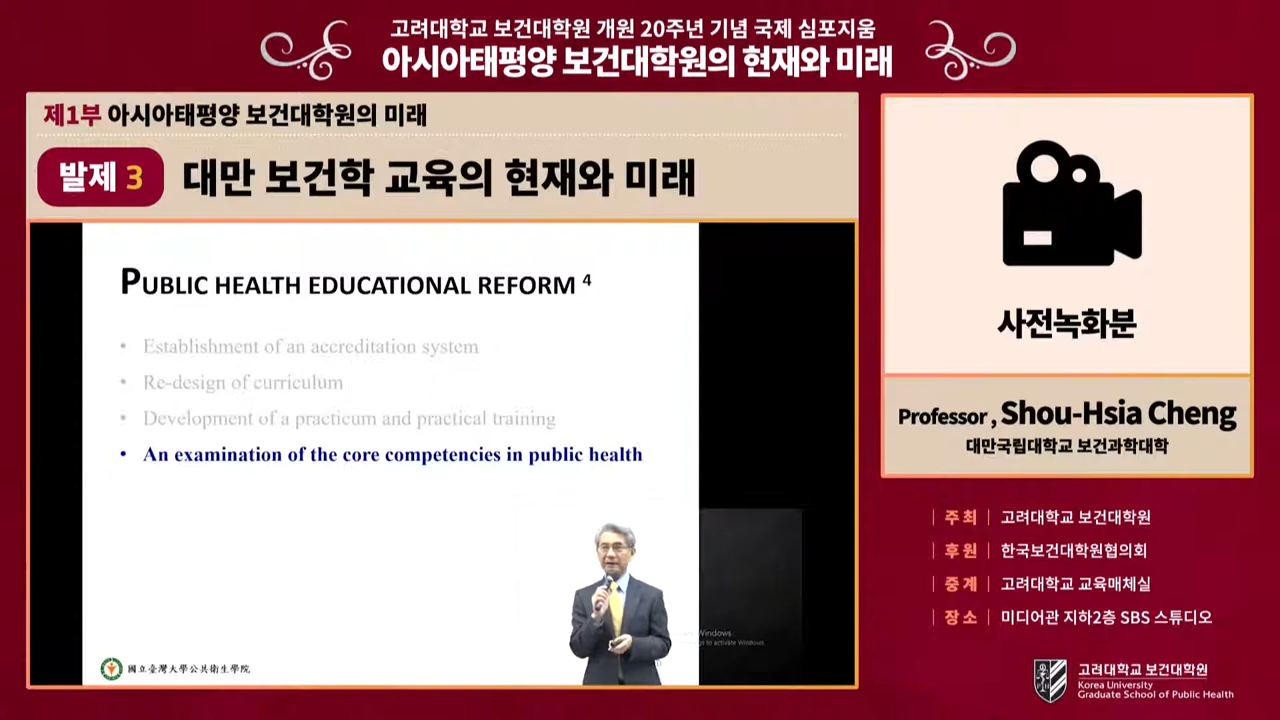 고려대학교 보건대학원 개원 20주년 기념 국제 심포지움
아시아태평양 보건대학원의 현재와 미래
제1부 아시아태평양 보건대학원의 미래
발제 3 대만 보건학 교육의 현재와 미래
PUBLIC HEALTH EDUCATIONAL REFORM 4
• Establishment of an accreditation system
• Re-design of curriculum
• Development of a practicum and practical training
• An examination of the core competencies in public health
Windows.
to activate Windows.
國立臺灣大學公共衛生學院
사전녹화분
Professor, Shou-Hsia Cheng
대만국립대학교 보건과학대학
| 주 최 | 고려대학교 보건대학원
| 후 원 | 한국보건대학원협의회
| 중 계 | 고려대학교 교육매체실
| 장 소 | 미디어관 지하2층 SBS 스튜디오
고려대학교 보건대학원
Korea University
Graduate School of Public Health